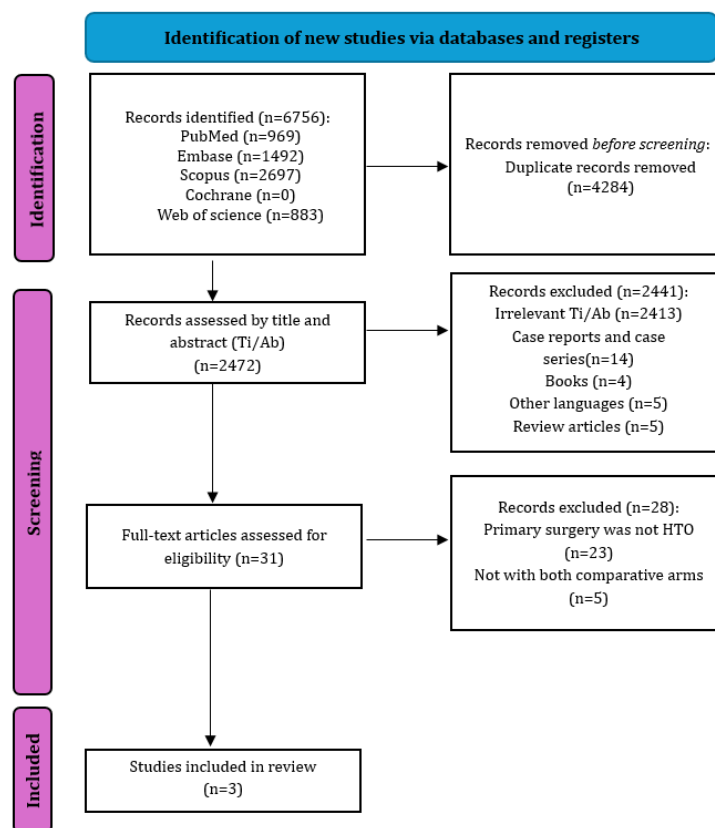 Identification of new studies via databases and registers
Identification
Records identified (n=6756):
PubMed (n=969)
Embase (n=1492)
Scopus (n=2697)
Cochrane (n=0)
Web of science (n=883)
Records removed before screening:
Duplicate records removed
(n=4284)
Screening
Records assessed by title and
abstract (Ti/Ab)
(n=2472)
Records excluded (n=2441):
Irrelevant Ti/Ab (n=2413)
Case reports and case
series(n=14)
Books (n=4)
Other languages (n=5)
Review articles (n=5)
Full-text articles assessed for
eligibility (n=31)
Records excluded (n=28):
Primary surgery was not HTO
(n=23)
Not with both comparative arms
(n=5)
Included
Studies included in review
(n=3)